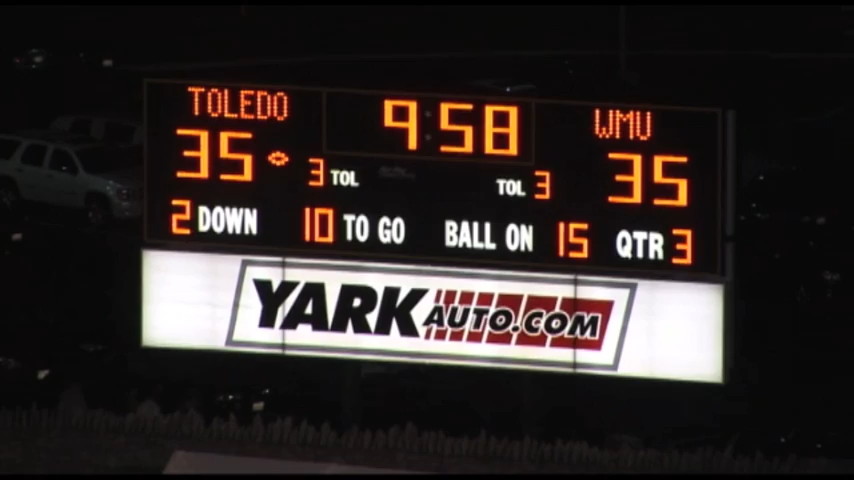 TOLEDO 9:58 WMU
35 3 TOL TOL 3 35
2 DOWN 10 TO GO BALL ON 15 QTR 3
YARKAUTO.COM